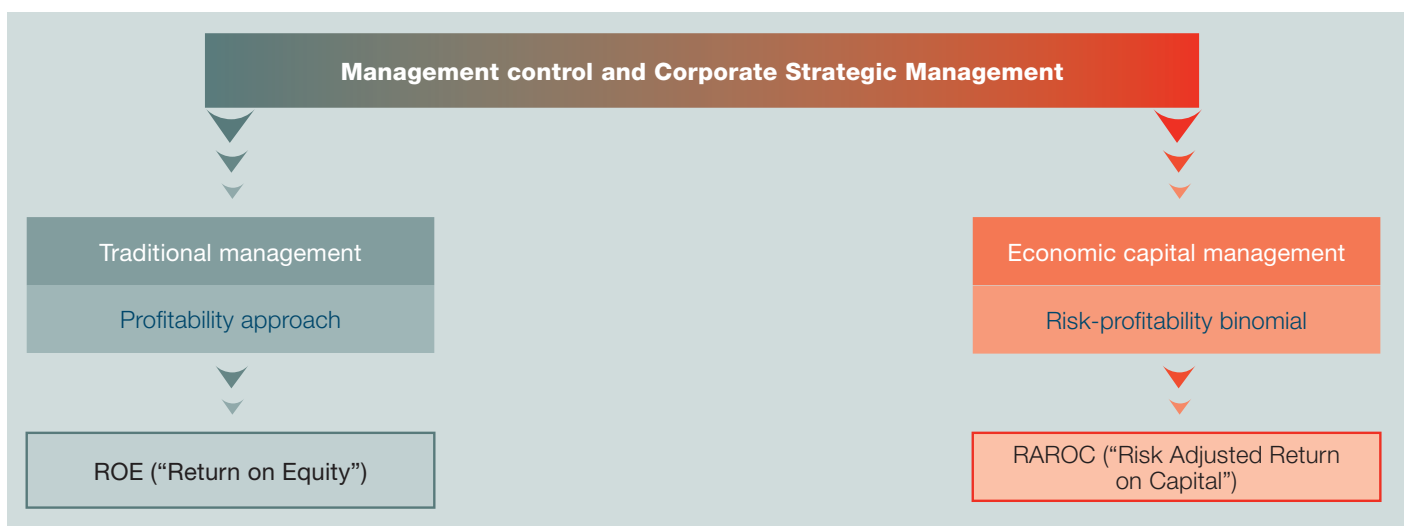 Management control and Corporate Strategic Management
Traditional management
Profitability approach
ROE (“Return on Equity”)
Economic capital management
Risk-profitability binomial
RAROC (“Risk Adjusted Return
on Capital”)